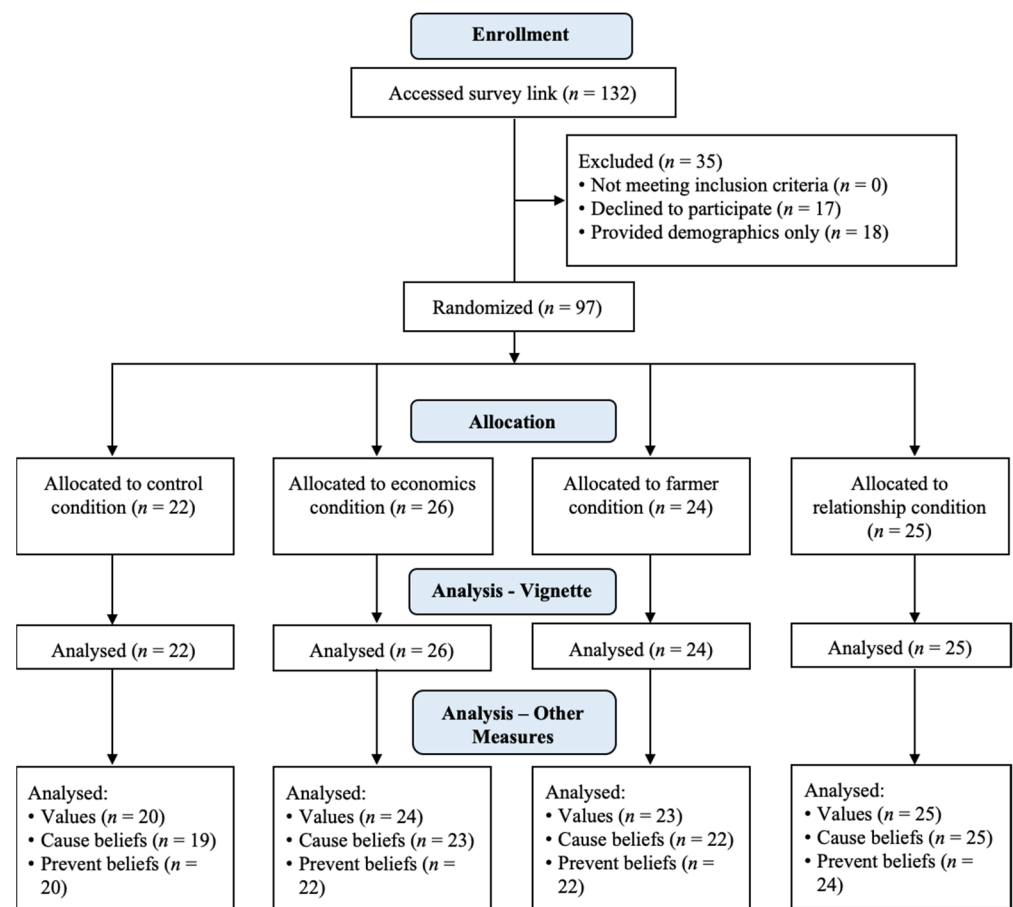 Enrollment
Accessed survey link (n = 132)
Excluded (n = 35)
• Not meeting inclusion criteria (n = 0)
• Declined to participate (n = 17)
• Provided demographics only (n = 18)
Randomized (n = 97)
Allocation
Allocated to control
condition (n = 22)
Allocated to economics
condition (n = 26)
Allocated to farmer
condition (n = 24)
Allocated to
relationship condition
(n = 25)
Analysis - Vignette
Analysed (n = 22)
Analysed (n = 26)
Analysed (n = 24)
Analysed (n = 25)
Analysis – Other
Measures
Analysed:
• Values (n = 20)
• Cause beliefs (n = 19)
• Prevent beliefs (n =
20)
Analysed:
• Values (n = 24)
• Cause beliefs (n = 23)
• Prevent beliefs (n =
22)
Analysed:
• Values (n = 23)
• Cause beliefs (n = 22)
• Prevent beliefs (n =
22)
Analysed:
• Values (n = 25)
• Cause beliefs (n = 25)
• Prevent beliefs (n =
24)